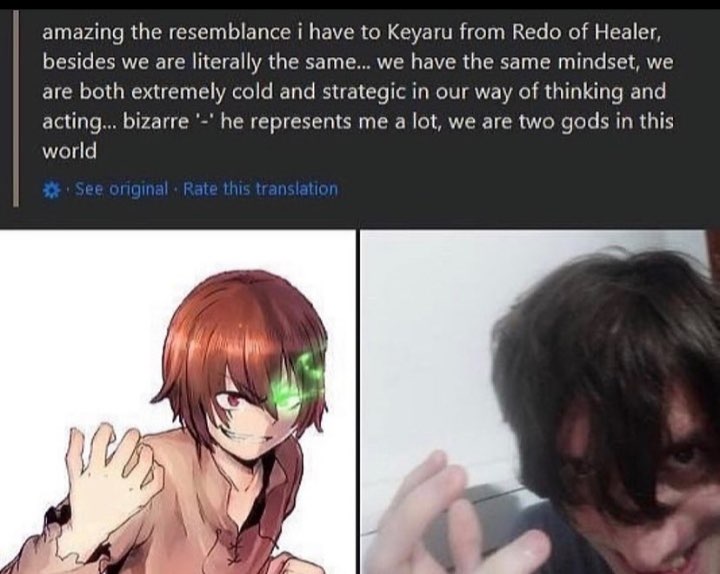 amazing the resemblance i have to Keyaru from Redo of Healer,
besides we are literally the same... we have the same mindset, we
are both extremely cold and strategic in our way of thinking and
acting... bizarre '-' he represents me a lot, we are two gods in this
world
· See original · Rate this translation